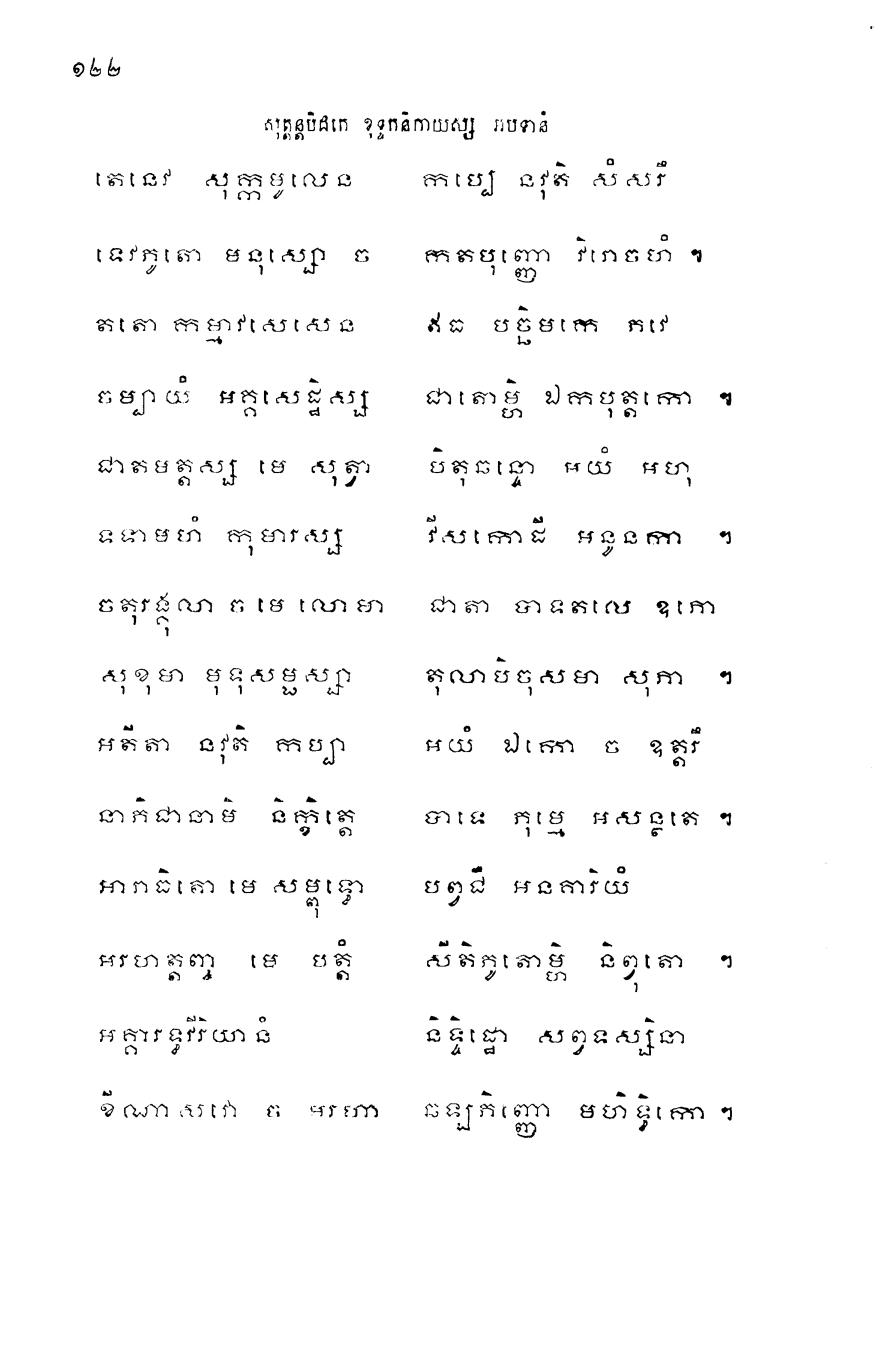 ១២២
សុត្តន្តបិដកេ ខុទ្ទកនិកាយស្ស អបទានំ
តេនេវ សុក្កមូលេន កប្បេ នវុតិ សំសរឹ
ទេវភូតោ មនុស្សោ ច កតបុញ្ញោ វិរោចហំ ៗ
តតោ កម្មាវសេសេន ឥធ បច្ឆិមកេ ភវេ
ចម្បាយំ អគ្គសេដ្ឋិស្ស ជាតោម្ហិ ឯកបុត្តកោ ៗ
ជាតមត្តស្ស មេ សុត្វា បិតុឆន្ទោ អយំ អហុ
ទទាមហំ កុមារស្ស វីសកោដី អនូនកា ៗ
ចតុរង្គុលា ច មេ លោមា ជាតា បាទតលេ ឧភោ
សុខុមា មុទុសម្ផស្សា តុលាបិចុសមា សុភា ៗ
អតីតា នវុតិ កប្បា អយំ ឯកោ ច ឧត្តរឹ
នាភិជានាមិ និក្ខិត្តេ បាទេ ភុម្មេ អសន្ថតេ ៗ
អារាធិតោ មេ សម្ពុទ្ធោ បព្វជឹ អនគារិយំ
អរហត្តញ្ច មេ បត្តំ សីតិភូតោម្ហិ និព្វុតោ ៗ
អគ្គារទ្ធវីរិយានំ និទ្ទិដ្ឋោ សព្វទស្សិនា
ខីណាសវោ ច អរហា ឆឡភិញ្ញោ មហិទ្ធិកោ ៗ